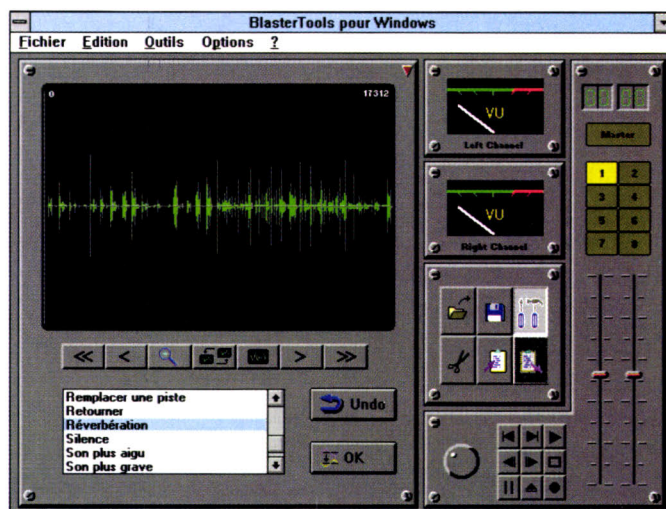 BlasterTools pour Windows
Fichier Edition Outils Options ?
0 17312
VU
Left Channel
VU
Right Channel
Master
1 2
3 4
5 6
7 8
Remplacer une piste
Retourner
Réverbération
Silence
Son plus aigu
Son plus grave
Undo
OK